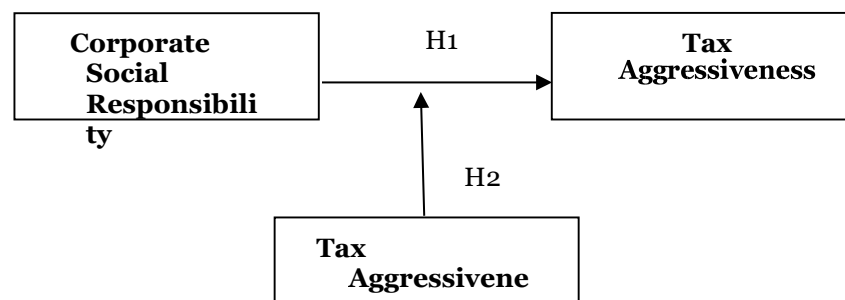 Corporate
Social
Responsibili
ty
H1
Tax
Aggressiveness
H2
Tax
Aggressivene